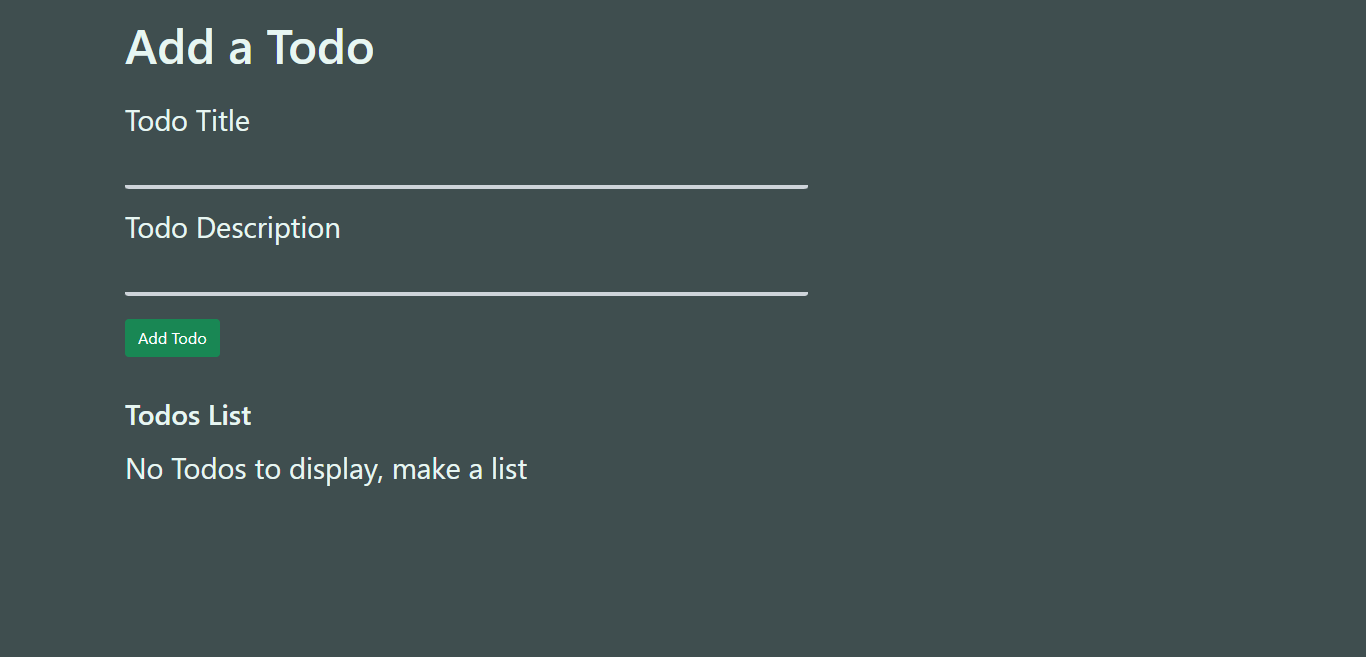 Add a Todo
Todo Title
Todo Description
Add Todo
Todos List
No Todos to display, make a list